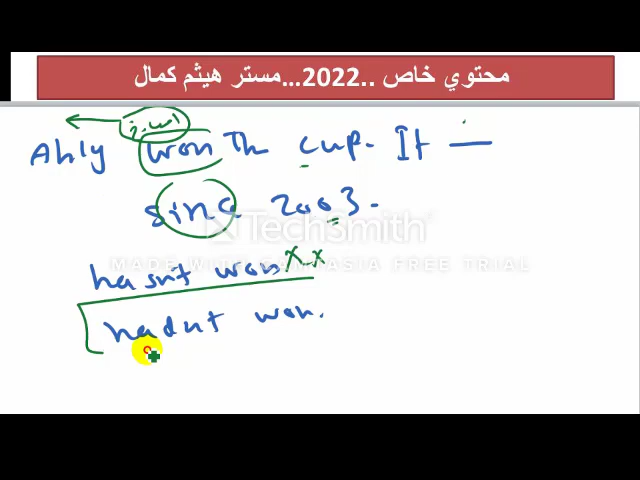 محتوي خاص ..2022...مستر هيثم كمال
Ahly won The cup. It —
since 2003.
TechSmith
MADE WITH CAMTASIA FREE TRIAL
hasn't won xx
hadn't won.